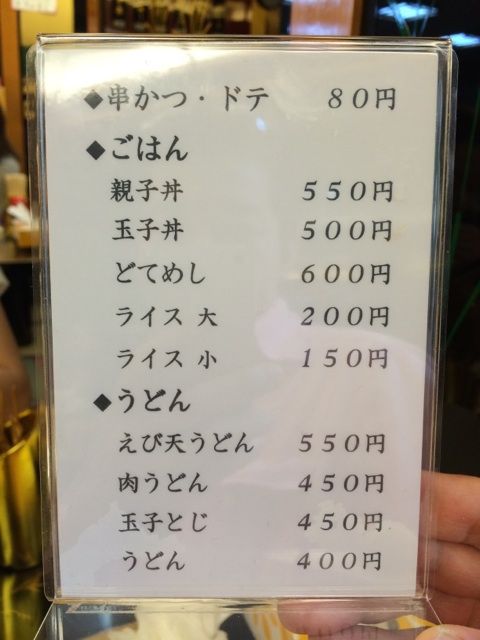 ◆串かつ・ドテ　８０円
◆ごはん
親子丼　５５０円
玉子丼　５００円
どてめし　６００円
ライス 大　２００円
ライス 小　１５０円
◆うどん
えび天うどん　５５０円
肉うどん　４５０円
玉子とじ　４５０円
うどん　４００円